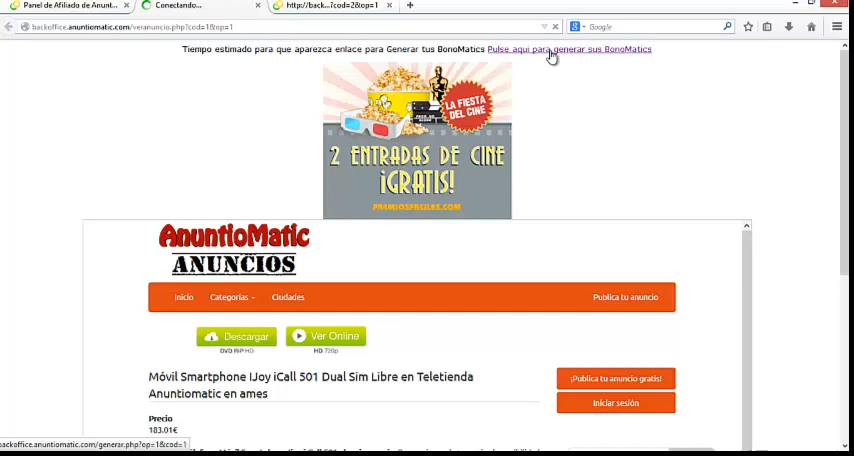 Panel de Afiliado de Anunt...
Conectando...
http://back...?cod=2&top=1
backoffice.anuntiomatic.com/veranuncio.php?cod=1&top=1
Google
Tiempo estimado para que aparezca enlace para Generar tus BonoMatics Pulse aqui para generar sus BonoMatics
LA FIESTA
DEL CINE
2 ENTRADAS DE CINE
¡GRATIS!
PREMIOSFACILES.COM
AnuntioMatic
ANUNCIOS
Inicio Categorías Ciudades Publica tu anuncio
Descargar Ver Online
DVD RIP HD HD 720p
Móvil Smartphone IJoy iCall 501 Dual Sim Libre en Teletienda
Anuntiomatic en ames
¡Publica tu anuncio gratis!
Iniciar sesión
Precio
183.01€
backoffice.anuntiomatic.com/generar.php?op=1&cod=1